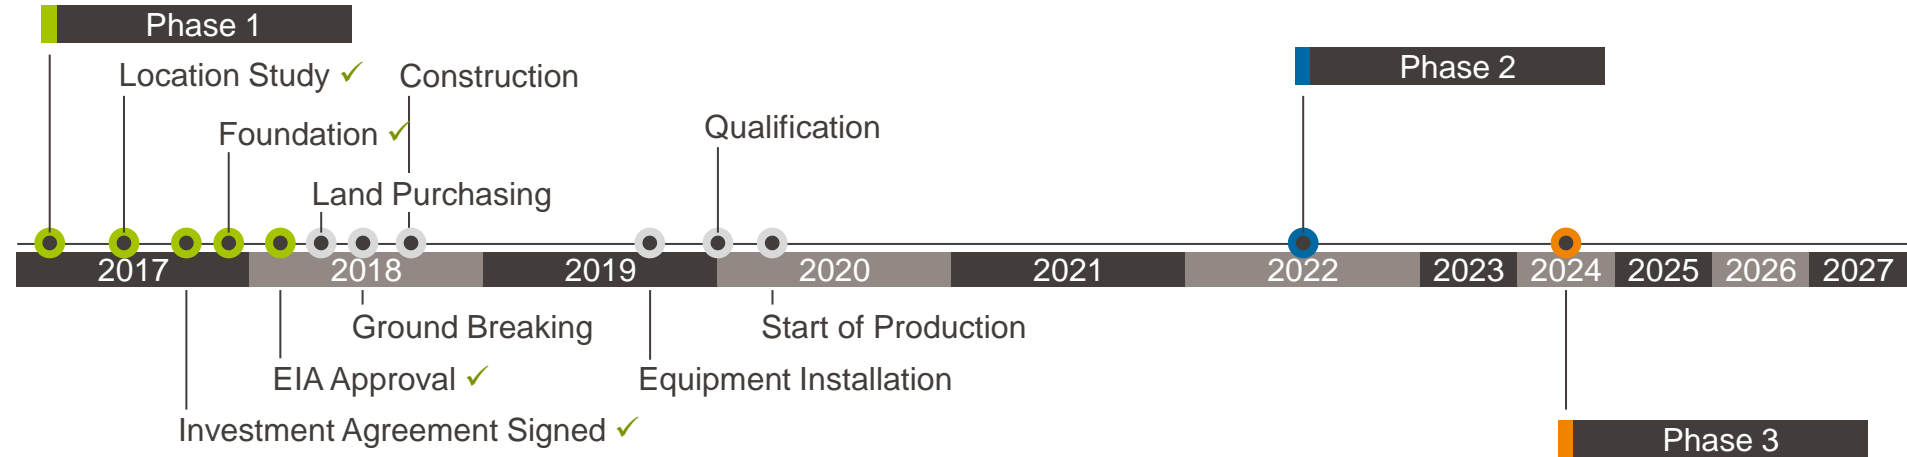 Phase 1
Phase 2
Location Study ✓
Construction
Foundation ✓
Qualification
Land Purchasing
2017 2018 2019 2020 2021 2022 2023 2024 2025 2026 2027
Ground Breaking
Start of Production
EIA Approval ✓
Equipment Installation
Investment Agreement Signed ✓
Phase 3